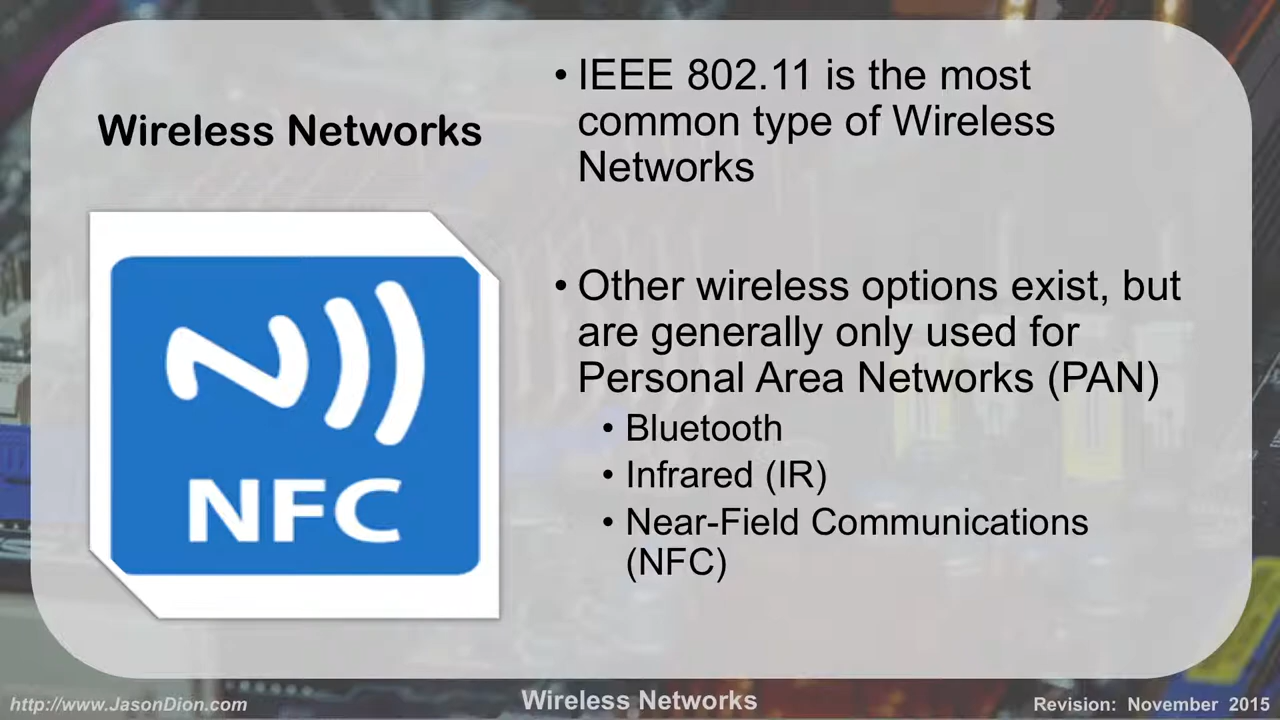 Wireless Networks
NFC
• IEEE 802.11 is the most
common type of Wireless
Networks
• Other wireless options exist, but
are generally only used for
Personal Area Networks (PAN)
• Bluetooth
• Infrared (IR)
• Near-Field Communications
(NFC)
http://www.JasonDion.com
Wireless Networks
Revision: November 2015